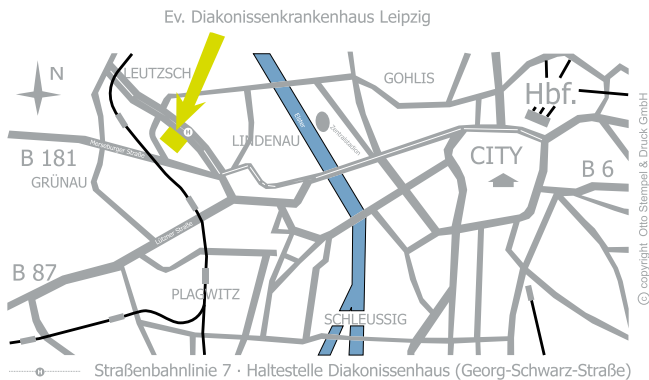 Ev. Diakonissenkrankenhaus Leipzig
N
LEUTZSCH
GOHLIS
Hbf.
H
Elster
Zentralstadion
LINDENAU
Merseburger Straße
B 181
CITY
B 6
GRÜNAU
Lützner Straße
B 87
PLAGWITZ
SCHLEUSSIG
(c) copyright Otto Stempel & Druck GmbH
H
Straßenbahnlinie 7 · Haltestelle Diakonissenhaus (Georg-Schwarz-Straße)